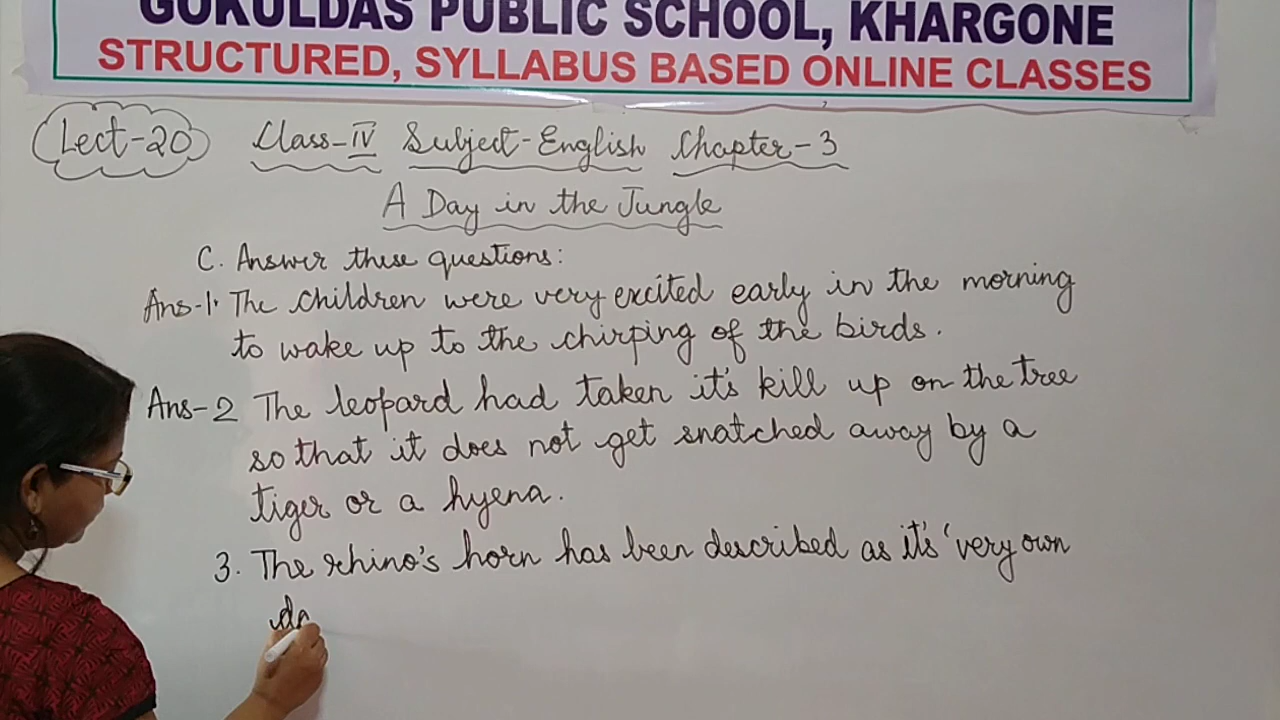 GOKULDAS PUBLIC SCHOOL, KHARGONE
STRUCTURED, SYLLABUS BASED ONLINE CLASSES
Lect-20 Class-IV Subject-English Chapter-3
A Day in the Jungle
C. Answer these questions:
Ans-1. The children were very excited early in the morning
to wake up to the chirping of the birds.
Ans-2 The leopard had taken it's kill up on the tree
so that it does not get snatched away by a
tiger or a hyena.
3. The rhino's horn has been described as it's 'very own